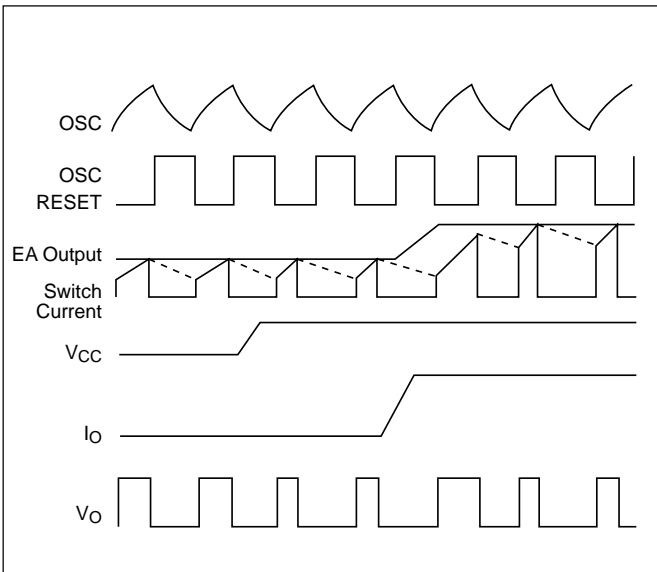 OSC
OSC
RESET
EA Output
Switch
Current
VCC
IO
VO